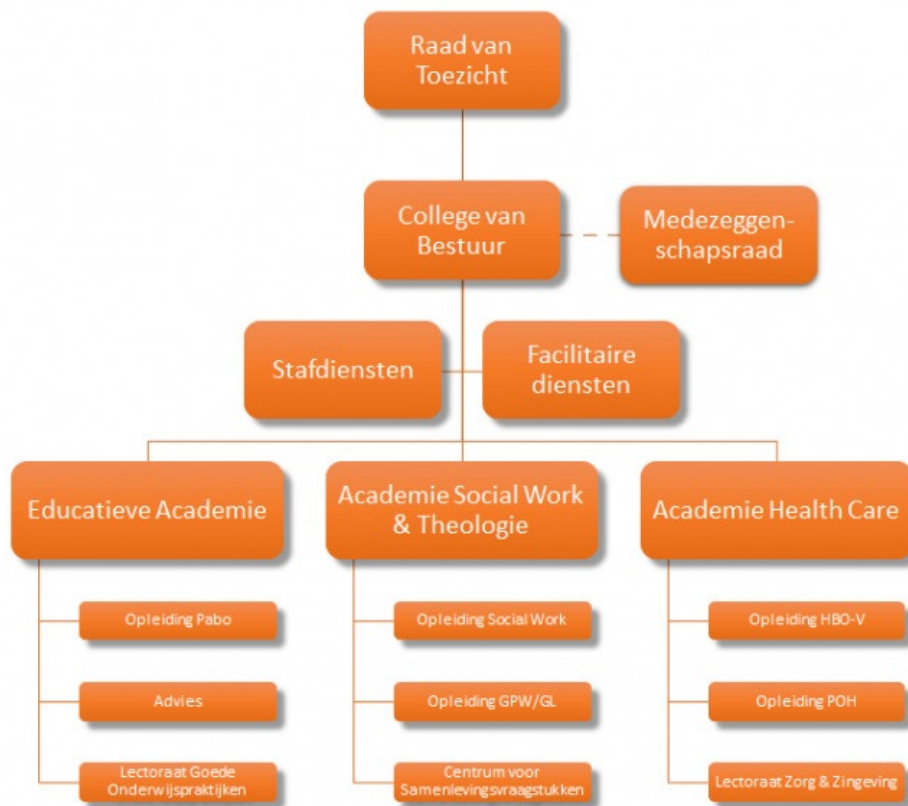 Raad van
Toezicht
College van
Bestuur
Medezeggen-
schapsraad
Stafdiensten
Facilitaire
diensten
Educatieve Academie
Academie Social Work
& Theologie
Academie Health Care
Opleiding Pabo
Opleiding Social Work
Opleiding HBO-V
Advies
Opleiding GPW/GL
Opleiding POH
Lectoraat Goede
Onderwijspraktijken
Centrum voor
Samenlevingsvraagstukken
Lectoraat Zorg & Zingeving